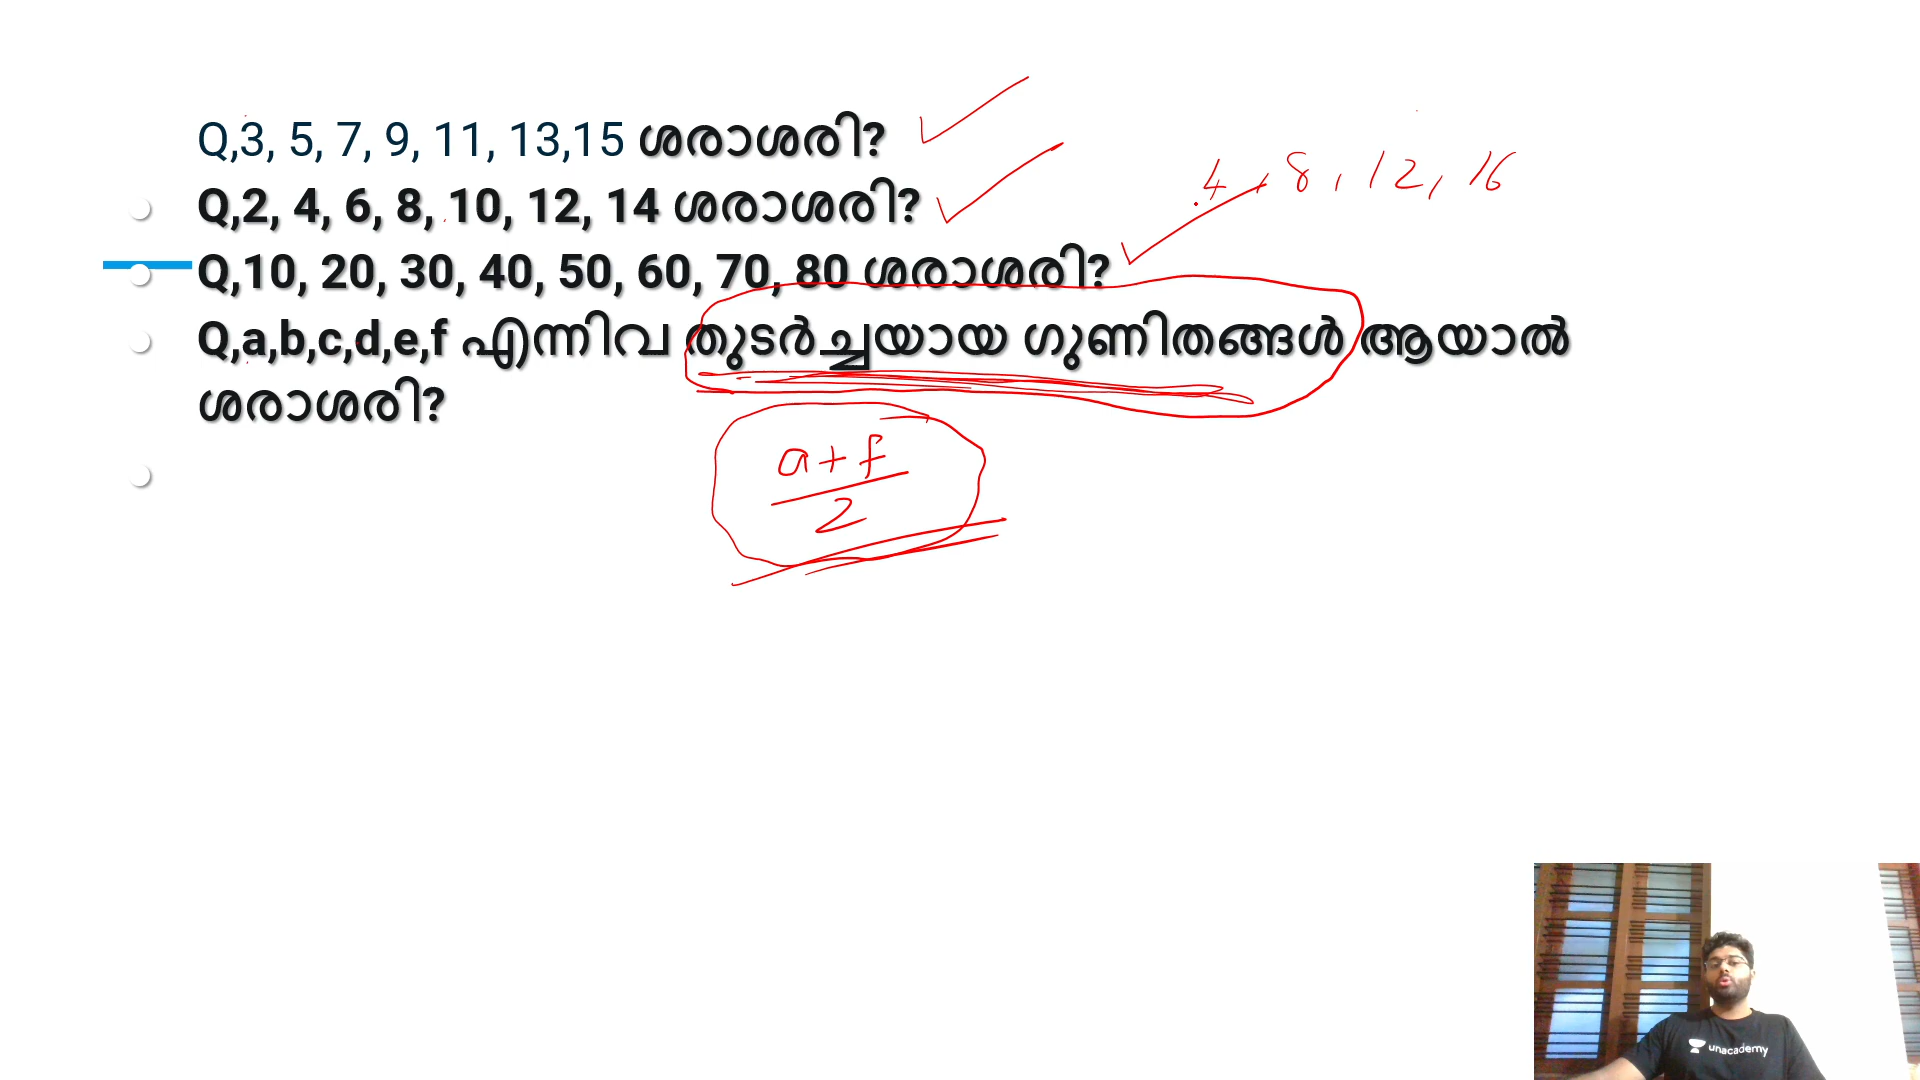 Q,3, 5, 7, 9, 11, 13,15 ശരാശരി?
4, 8, 12, 16
Q,2, 4, 6, 8, 10, 12, 14 ശരാശരി?
Q,10, 20, 30, 40, 50, 60, 70, 80 ശരാശരി?
Q,a,b,c,d,e,f എന്നിവ തുടർച്ചയായ ഗുണിതങ്ങൾ ആയാൽ
ശരാശരി?
a+f
2
unacademy